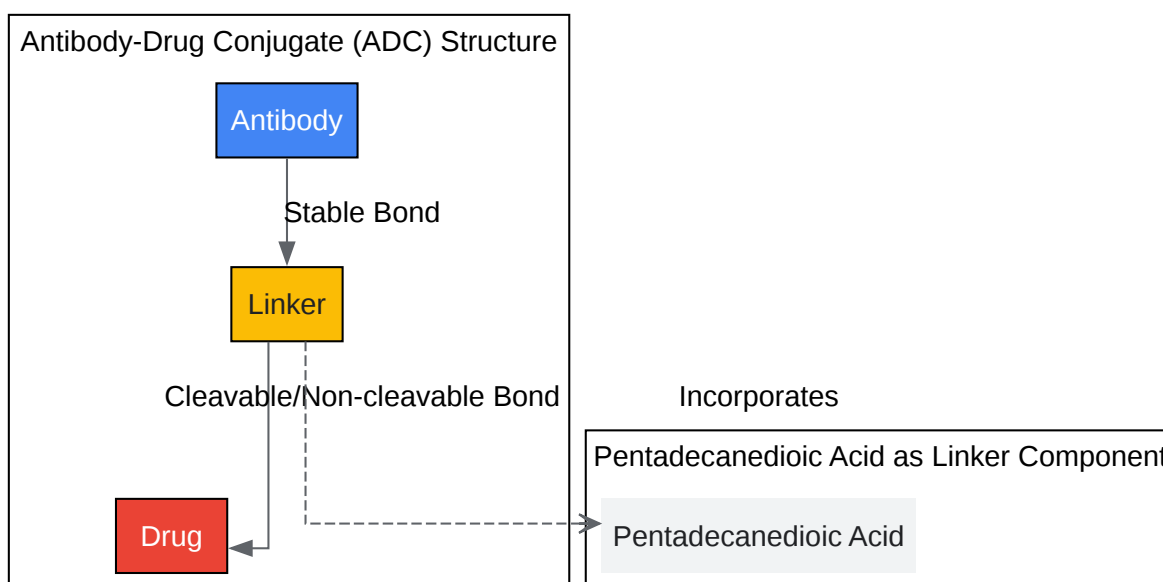 Antibody-Drug Conjugate (ADC) Structure
Antibody
Stable Bond
Linker
Cleavable/Non-cleavable Bond
Incorporates
Pentadecanedioic Acid as Linker Component
Drug
Pentadecanedioic Acid